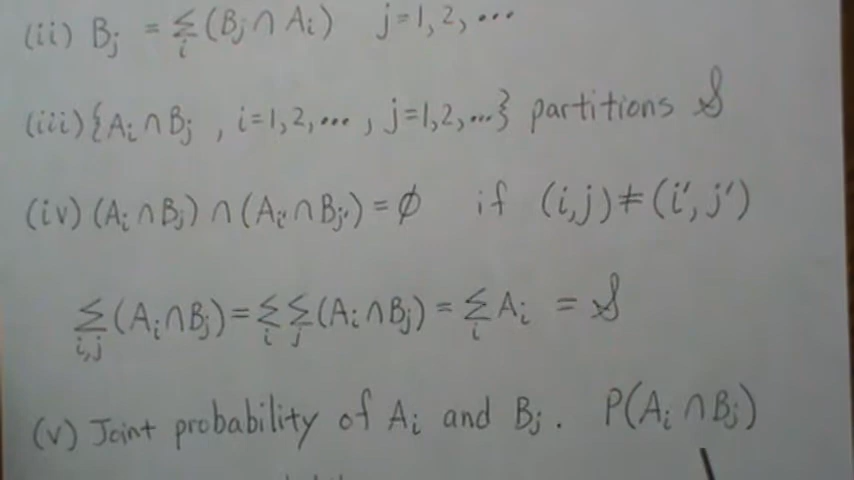 (ii) Bj = Σi (Bj ∩ Ai) j=1, 2, ...
(iii) {Ai ∩ Bj , i=1, 2, ... , j=1, 2, ...} partitions S
(iv) (Ai ∩ Bj) ∩ (Ai' ∩ Bj') = ∅ if (i,j) ≠ (i', j')
Σi,j (Ai ∩ Bj) = Σi Σj (Ai ∩ Bj) = Σi Ai = S
(v) Joint probability of Ai and Bj . P(Ai ∩ Bj)